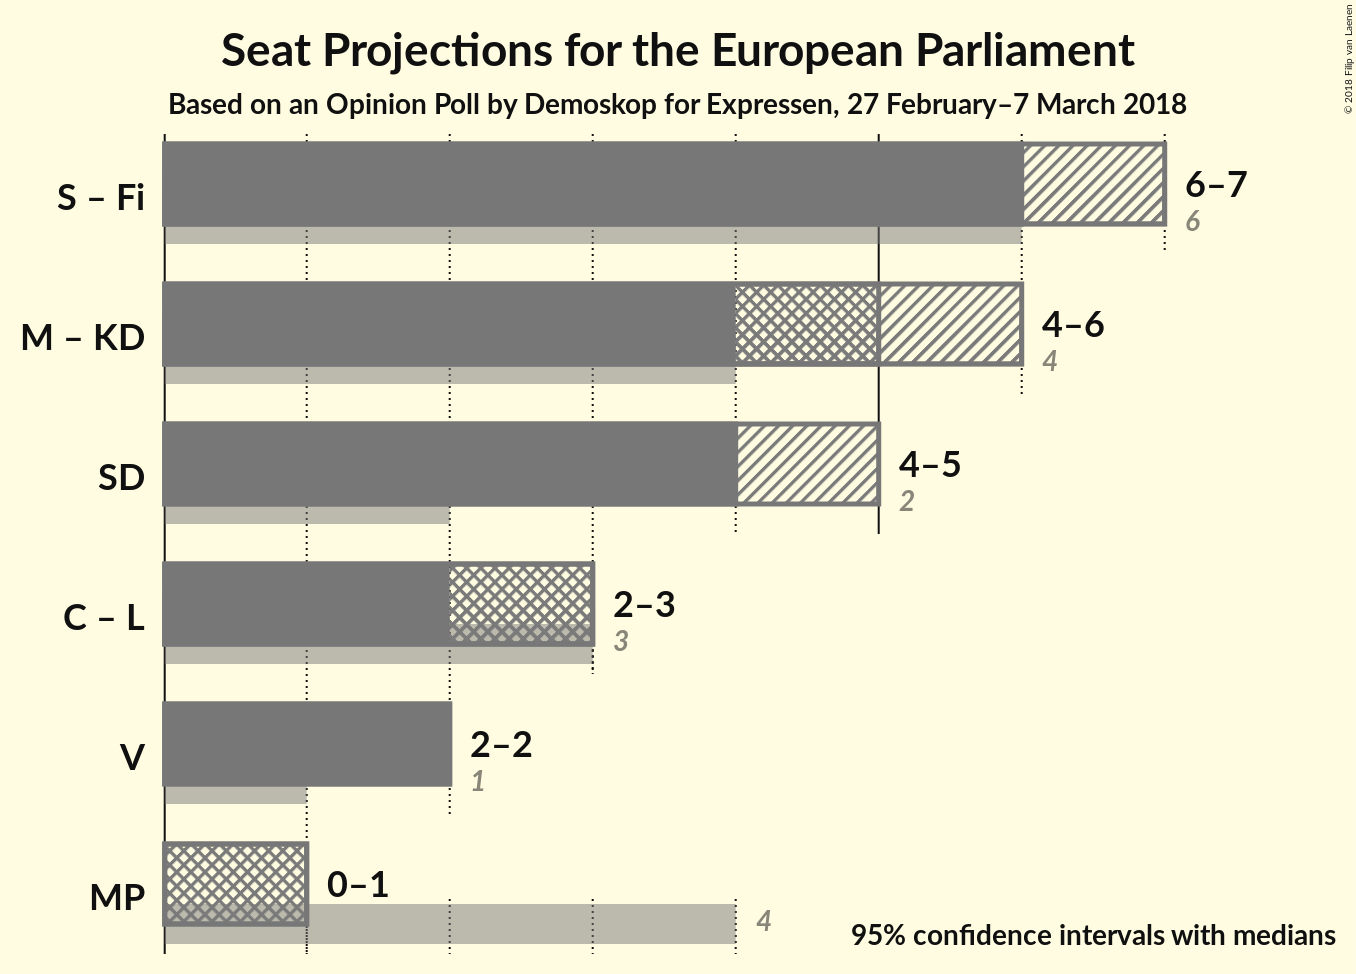 Seat Projections for the European Parliament
Based on an Opinion Poll by Demoskop for Expressen, 27 February–7 March 2018
© 2018 Filip van Laenen
S – Fi
6–7
6
M – KD
4–6
4
SD
4–5
2
C – L
2–3
3
V
2–2
1
MP
0–1
4
95% confidence intervals with medians